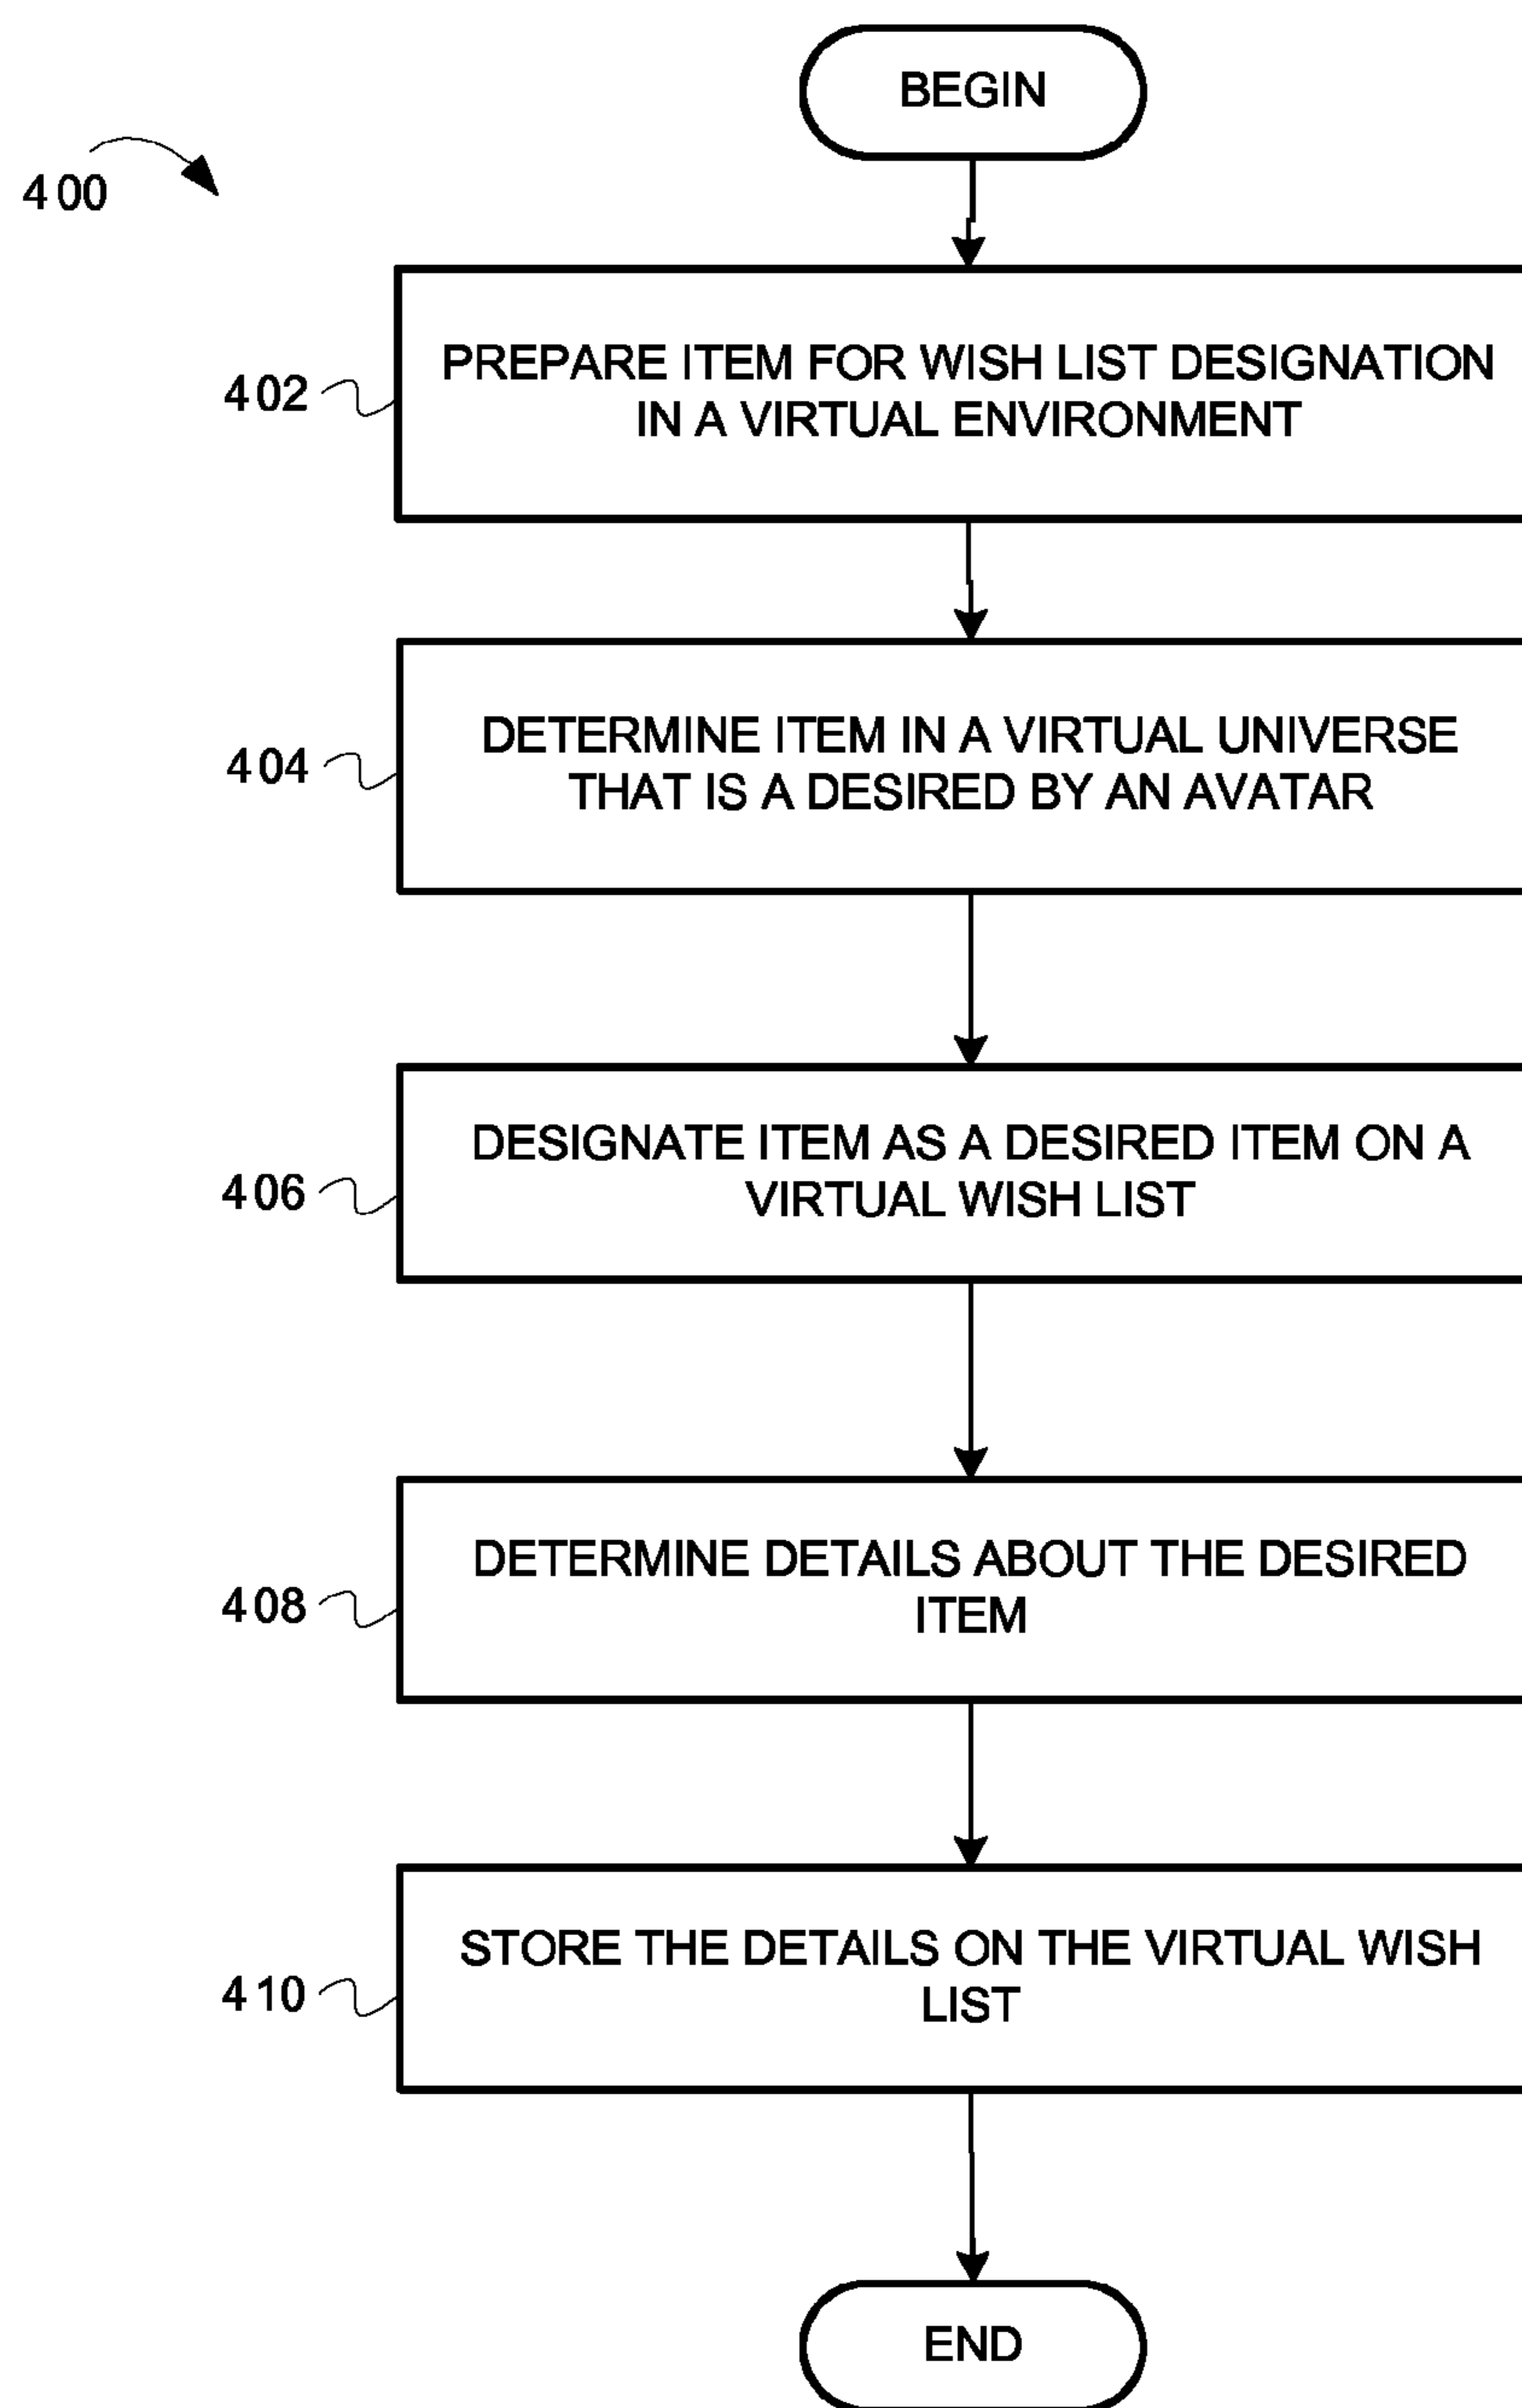 BEGIN
400
PREPARE ITEM FOR WISH LIST DESIGNATION
IN A VIRTUAL ENVIRONMENT
402
DETERMINE ITEM IN A VIRTUAL UNIVERSE
THAT IS A DESIRED BY AN AVATAR
404
DESIGNATE ITEM AS A DESIRED ITEM ON A
VIRTUAL WISH LIST
406
DETERMINE DETAILS ABOUT THE DESIRED
ITEM
408
STORE THE DETAILS ON THE VIRTUAL WISH
LIST
410
END